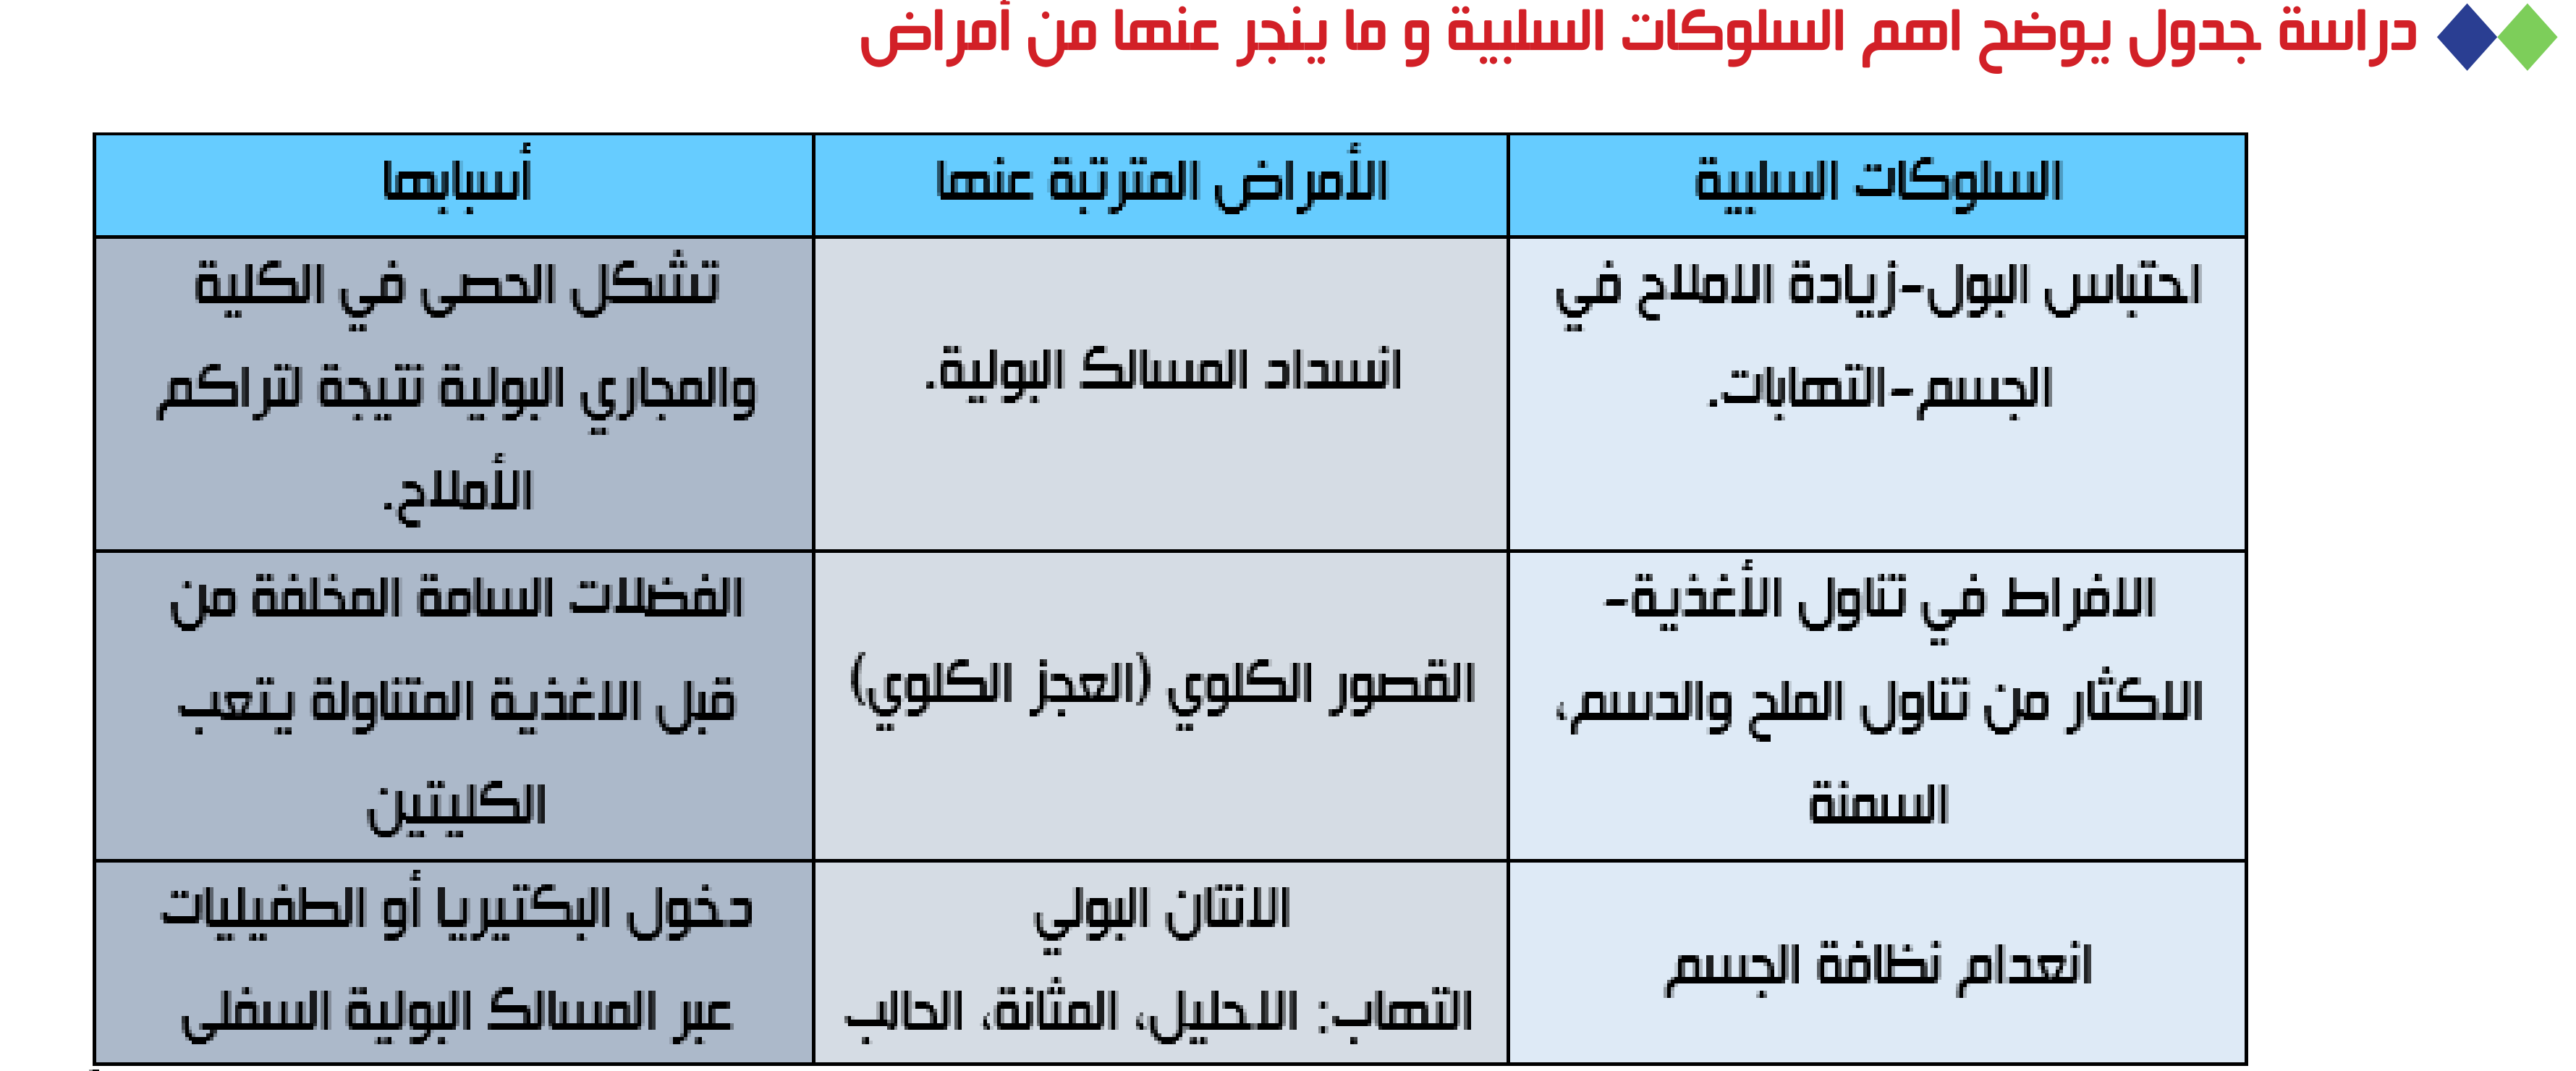 دراسة جدول يوضح اهم السلوكات السلبية و ما ينجر عنها من أمراض
السلوكات السلبية
الأمراض المترتبة عنها
أسبابها
احتباس البول-زيادة الاملاح في
الجسم-التهابات.
انسداد المسالك البولية.
تشكل الحصى في الكلية
والمجاري البولية نتيجة لتراكم
الأملاح.
الافراط في تناول الأغذية-
الاكثار من تناول الملح والدسم،
السمنة
القصور الكلوي (العجز الكلوي)
الفضلات السامة المخلفة من
قبل الاغذية المتناولة يتعب
الكليتين
انعدام نظافة الجسم
الانتان البولي
التهاب: الاحليل، المثانة، الحالب
دخول البكتيريا أو الطفيليات
عبر المسالك البولية السفلى